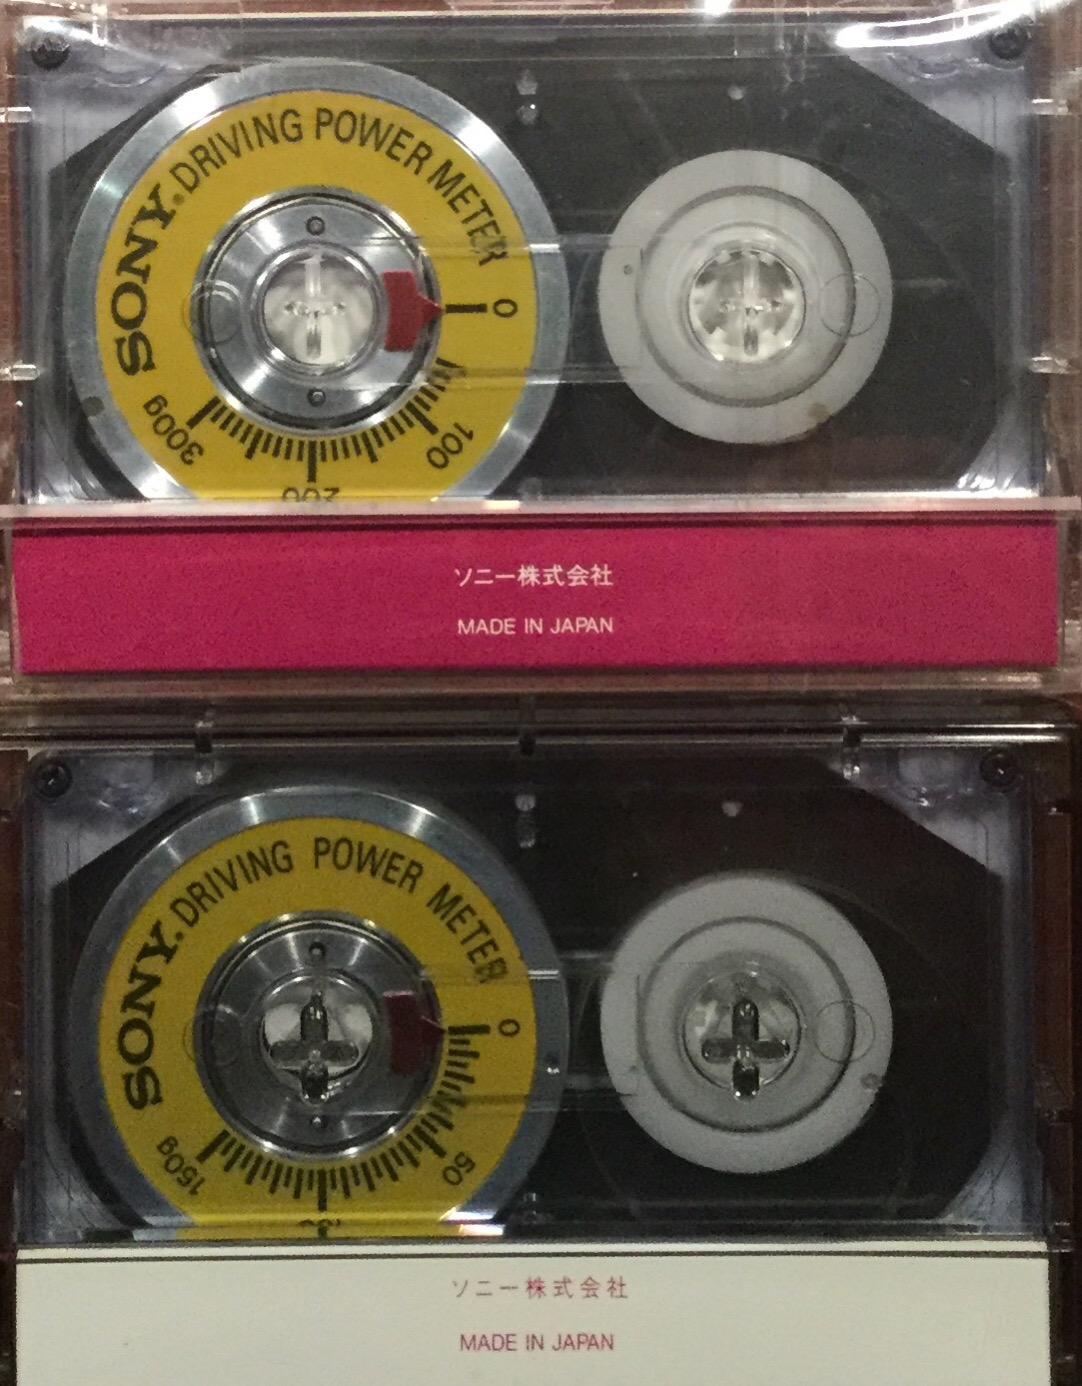 SONY® DRIVING POWER METER
0
100
200
300g
ソニー株式会社
MADE IN JAPAN
SONY. DRIVING POWER METER
0
50
150g
ソニー株式会社
MADE IN JAPAN